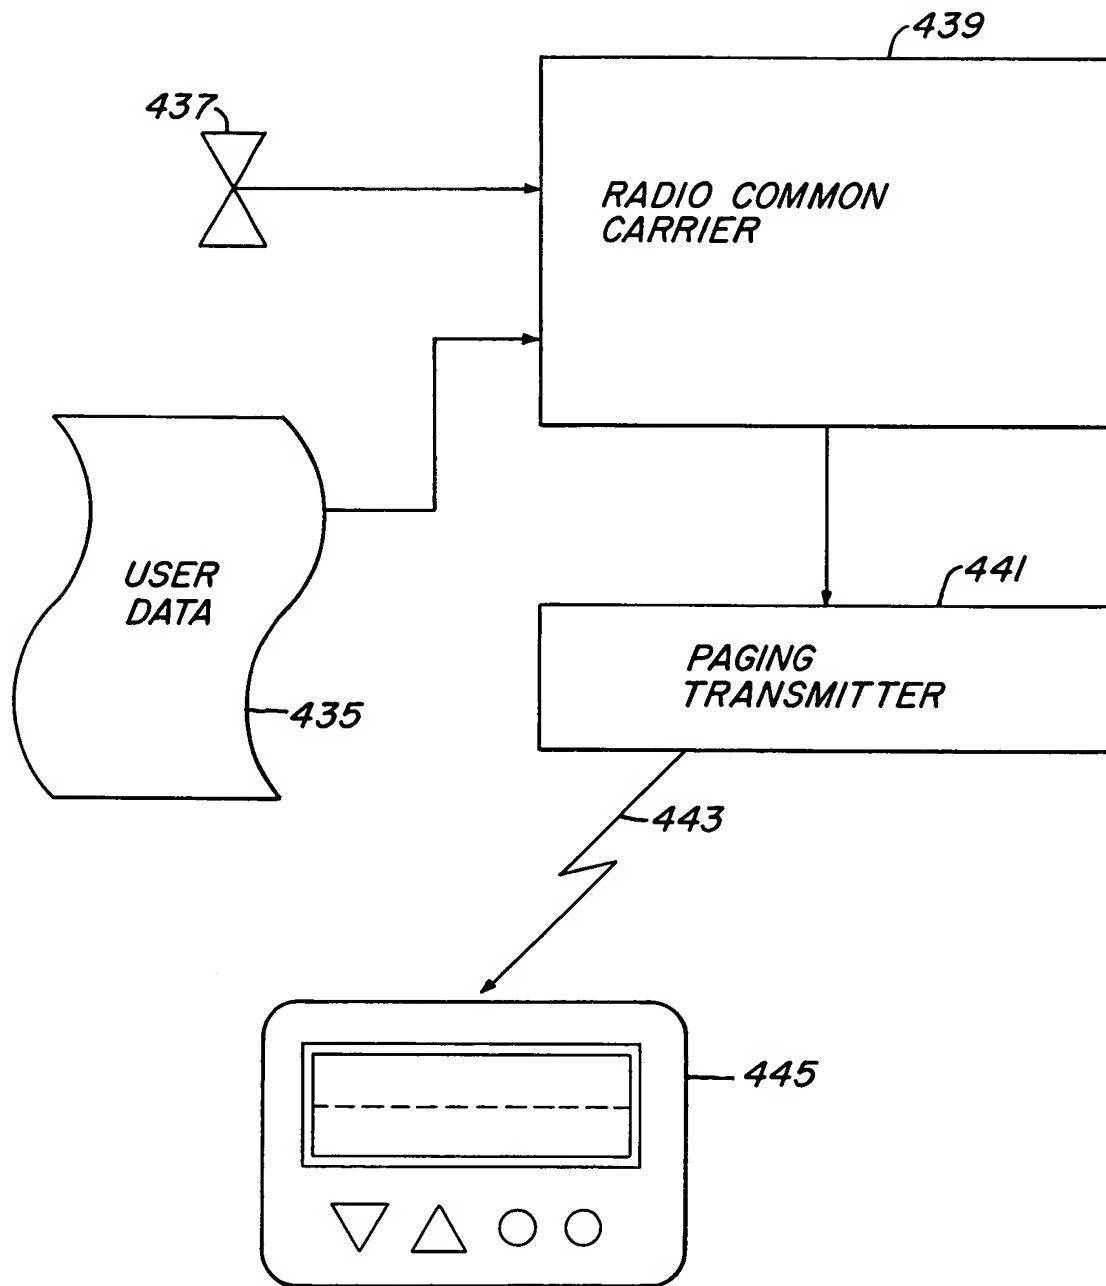 439
437
RADIO COMMON
CARRIER
USER
DATA
441
PAGING
TRANSMITTER
435
443
445